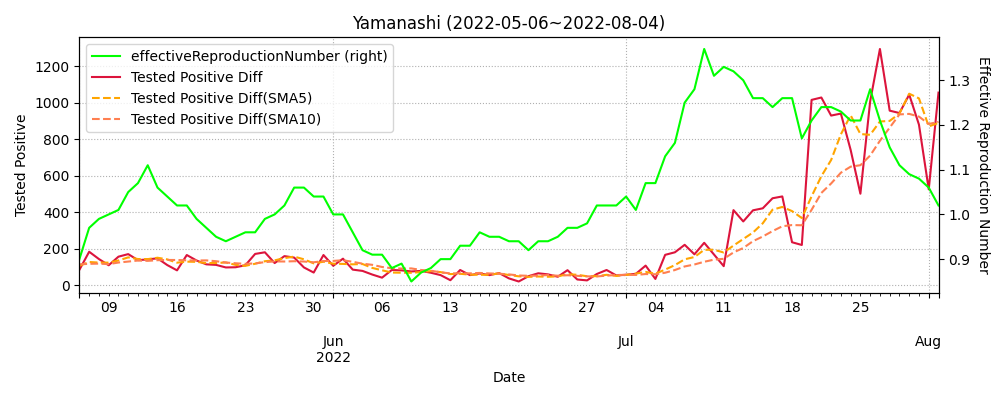 Yamanashi (2022-05-06~2022-08-04)
effectiveReproductionNumber (right)
Tested Positive Diff
Tested Positive Diff(SMA5)
Tested Positive Diff(SMA10)
Tested Positive
1200
1000
800
600
400
200
0
1.3
1.2
1.1
1.0
0.9
Effective Reproduction Number
09 16 23 30 06 13 20 27 04 11 18 25
Jun Jul Aug
2022
Date